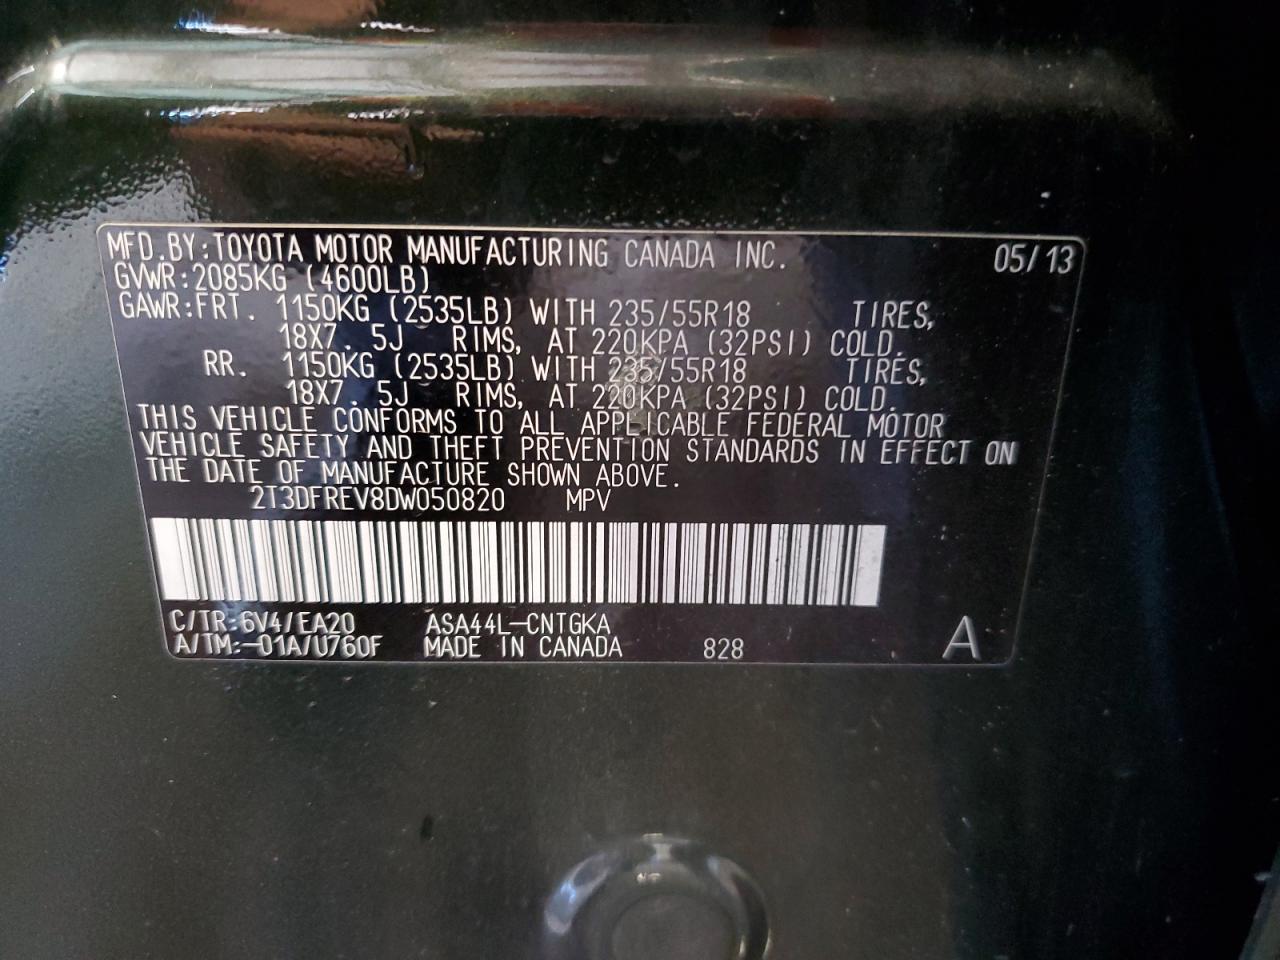 MFD.BY:TOYOTA MOTOR MANUFACTURING CANADA INC. 05/13
GVWR:2085KG (4600LB)
GAWR:FRT. 1150KG (2535LB) WITH 235/55R18 TIRES,
18X7.5J RIMS, AT 220KPA (32PSI) COLD.
RR. 1150KG (2535LB) WITH 235/55R18 TIRES,
18X7.5J RIMS, AT 220KPA (32PSI) COLD.
THIS VEHICLE CONFORMS TO ALL APPLICABLE FEDERAL MOTOR
VEHICLE SAFETY AND THEFT PREVENTION STANDARDS IN EFFECT ON
THE DATE OF MANUFACTURE SHOWN ABOVE.
2T3DFREV8DW050820 MPV
C/TR:6V4/EA20 ASA44L-CNTGKA
A/TM:-01A/U760F MADE IN CANADA 828 A